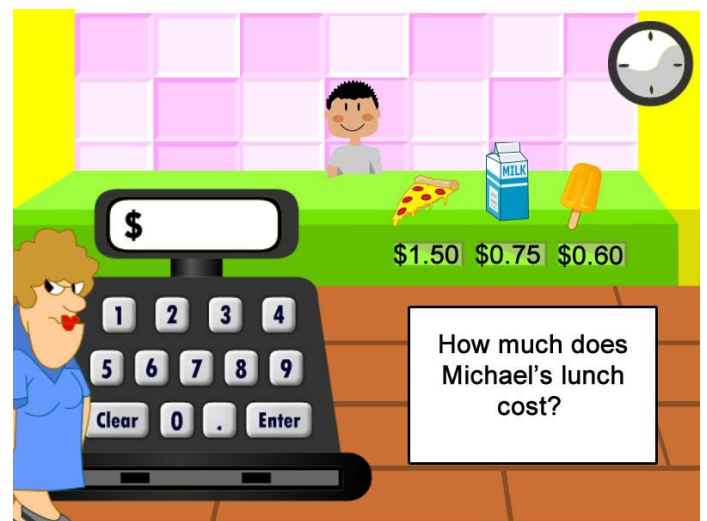 MILK
$
$1.50 $0.75 $0.60
1 2 3 4
5 6 7 8 9
Clear 0 . Enter
How much does
Michael's lunch
cost?